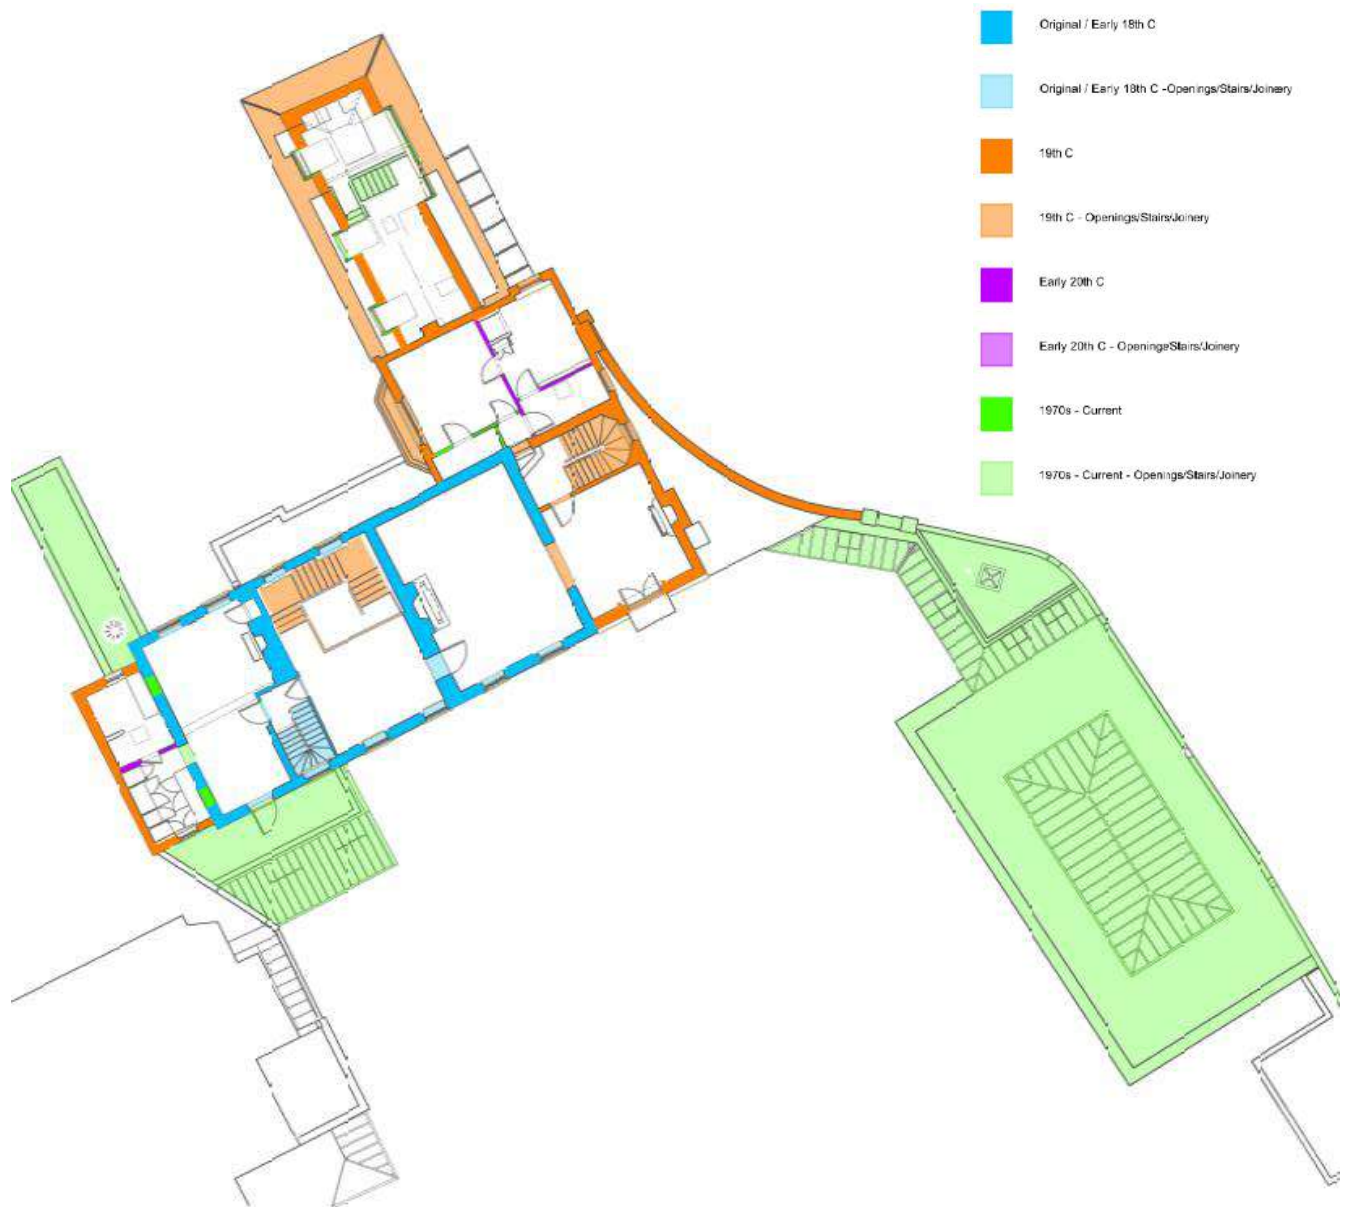 Original / Early 18th C
Original / Early 18th C -Openings/Stairs/Joinery
19th C
19th C - Openings/Stairs/Joinery
Early 20th C
Early 20th C - Openings/Stairs/Joinery
1970s - Current
1970s - Current - Openings/Stairs/Joinery